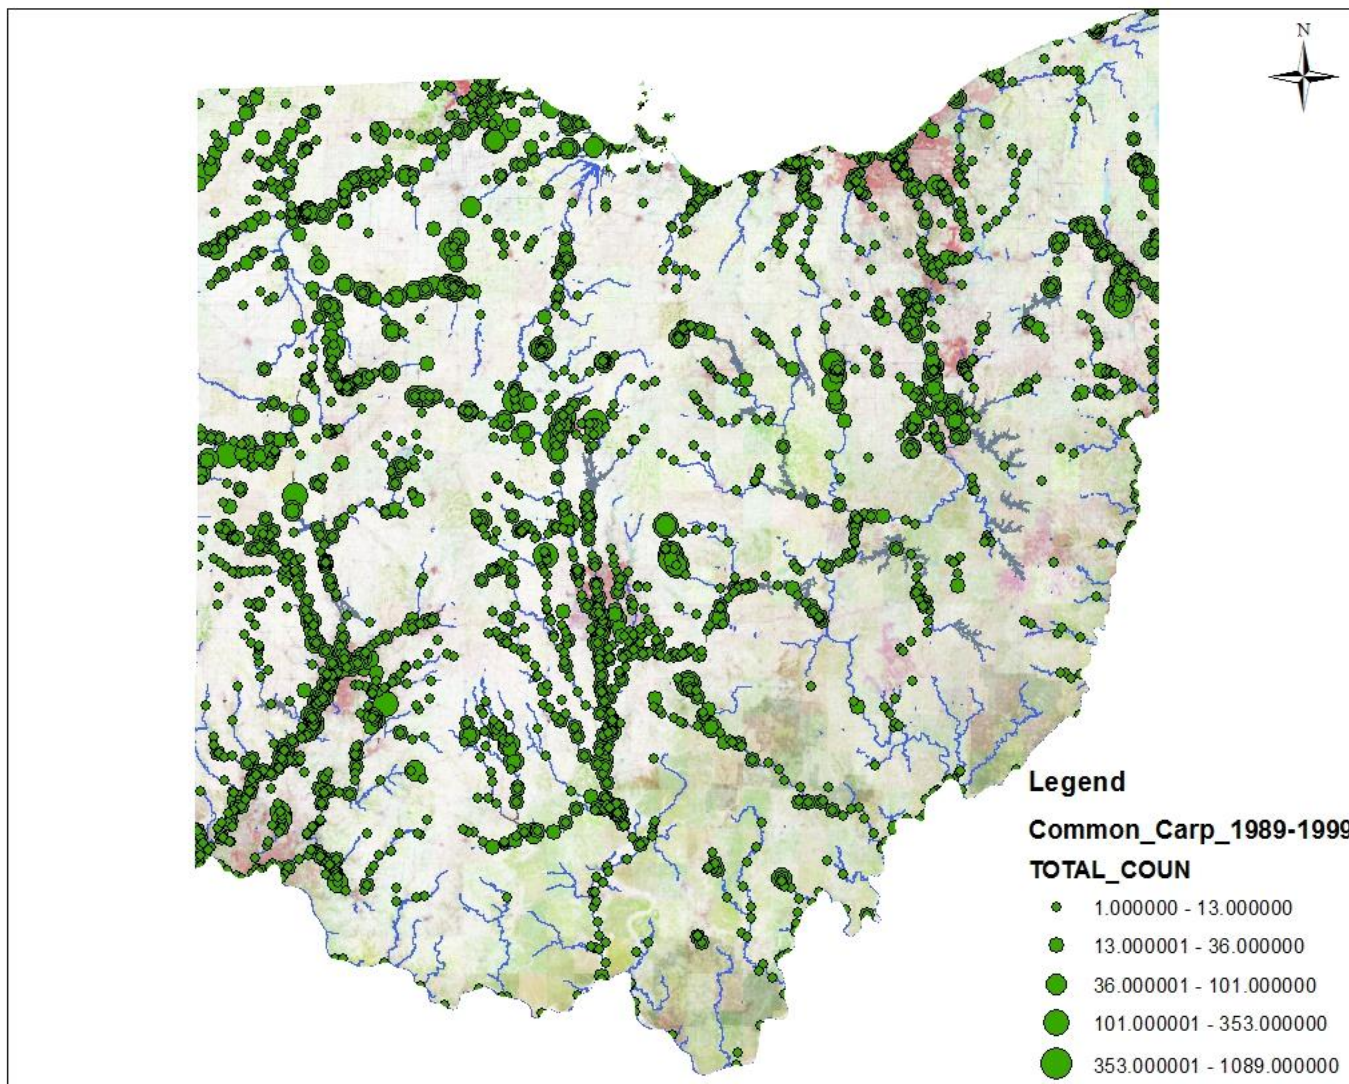 N
Legend
Common_Carp_1989-1999
TOTAL_COUN
1.000000 - 13.000000
13.000001 - 36.000000
36.000001 - 101.000000
101.000001 - 353.000000
353.000001 - 1089.000000